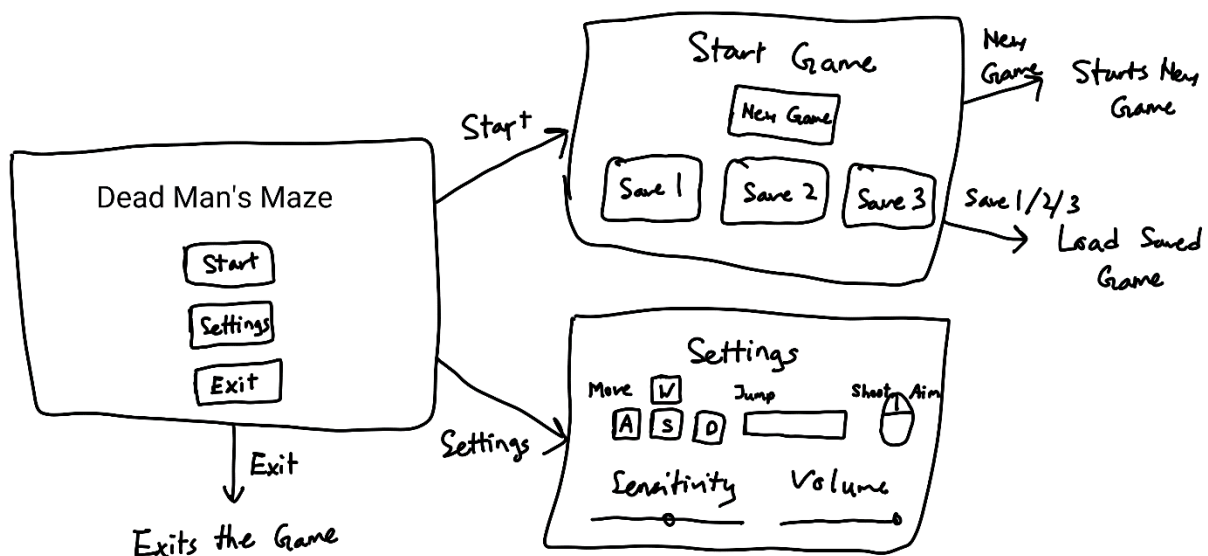 Dead Man's Maze
Start
Settings
Exit
Exit
Exits the Game
Start
Start Game
New Game
Save 1
Save 2
Save 3
New
Game
Starts New
Game
Save 1/2/3
Load Saved
Game
Settings
Settings
Move
W
A
S
D
Jump
Shoot
Aim
Sensitivity
Volume